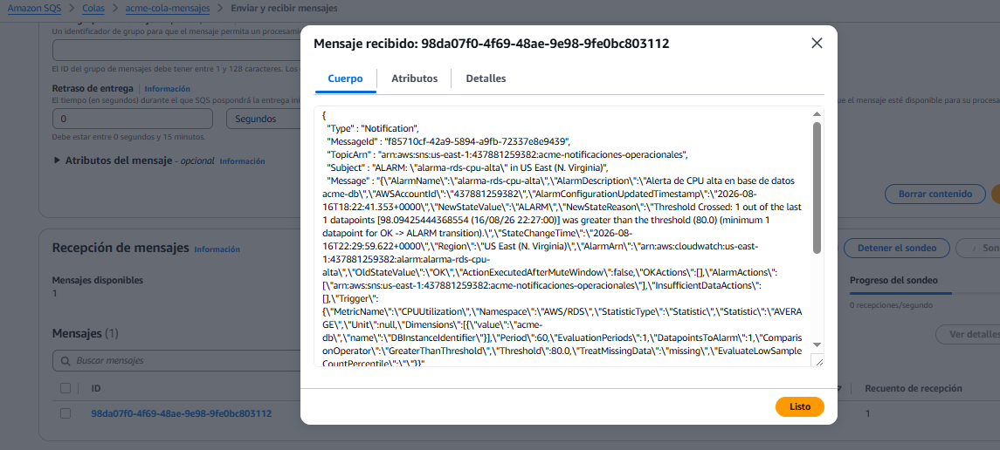 Amazon SQS > Colas > acme-cola-mensajes > Enviar y recibir mensajes
Un identificador de grupo para que el mensaje permita un procesamie
El ID del grupo de mensajes debe tener entre 1 y 128 caracteres. Los
Retraso de entrega | Información
El tiempo (en segundos) durante el que SQS pospondrá la entrega ini
que el mensaje esté disponible para su procesa
0
Segundos
Debe estar entre 0 segundos y 15 minutos.
Atributos del mensaje - opcional Información
Borrar contenido
Recepción de mensajes Información
Detener el sondeo
Son
Mensajes disponibles
1
Progreso del sondeo
0 recepciones/segundo
Mensajes (1)
Ver detalles
Buscar mensajes
ID
Recuento de recepción
98da07f0-4f69-48ae-9e98-9fe0bc803112
1
Mensaje recibido: 98da07f0-4f69-48ae-9e98-9fe0bc803112
Cuerpo
Atributos
Detalles
{
"Type" : "Notification",
"MessageId" : "f85710cf-42a9-5894-a9fb-72337e8e9439",
"TopicArn" : "arn:aws:sns:us-east-1:437881259382:acme-notificaciones-operacionales",
"Subject" : "ALARM: \"alarma-rds-cpu-alta\" in US East (N. Virginia)",
"Message" : "{\"AlarmName\":\"alarma-rds-cpu-alta\",\"AlarmDescription\":\"Alerta de CPU alta en base de datos
acme-db\",\"AWSAccountId\":\"437881259382\",\"AlarmConfigurationUpdatedTimestamp\":\"2026-08-
16T18:22:41.353+0000\",\"NewStateValue\":\"ALARM\",\"NewStateReason\":\"Threshold Crossed: 1 out of the last
1 datapoints [98.09425444368554 (16/08/26 22:27:00)] was greater than the threshold (80.0) (minimum 1
datapoint for OK -> ALARM transition).\",\"StateChangeTime\":\"2026-08-
16T22:29:59.622+0000\",\"Region\":\"US East (N. Virginia)\",\"AlarmArn\":\"arn:aws:cloudwatch:us-east-
1:437881259382:alarm:alarma-rds-cpu-
alta\",\"OldStateValue\":\"OK\",\"ActionExecutedAfterMuteWindow\":false,\"OKActions\":[],\"AlarmActions\":
[\"arn:aws:sns:us-east-1:437881259382:acme-notificaciones-operacionales\"],\"InsufficientDataActions\":
[],\"Trigger\":
{\"MetricName\":\"CPUUtilization\",\"Namespace\":\"AWS/RDS\",\"StatisticType\":\"Statistic\",\"Statistic\":\"AVERA
GE\",\"Unit\":null,\"Dimensions\":[{\"value\":\"acme-
db\",\"name\":\"DBInstanceIdentifier\"}],\"Period\":60,\"EvaluationPeriods\":1,\"DatapointsToAlarm\":1,\"Comparis
onOperator\":\"GreaterThanThreshold\",\"Threshold\":80.0,\"TreatMissingData\":\"missing\",\"EvaluateLowSample
CountPercentile\":\"\"}}"
Listo